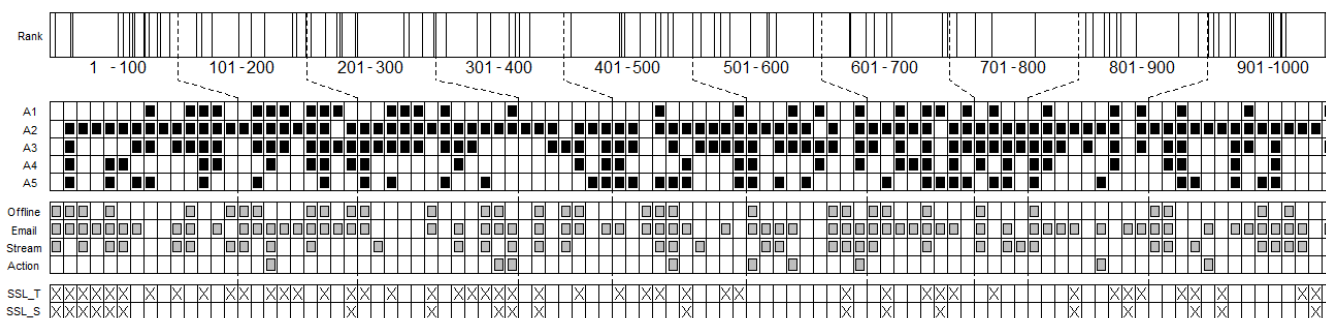 Rank
1 - 100 101 - 200 201 - 300 301 - 400 401 - 500 501 - 600 601 - 700 701 - 800 801 - 900 901 - 1000
A1
A2
A3
A4
A5
Offline
Email
Stream
Action
SSL_T
SSL_S